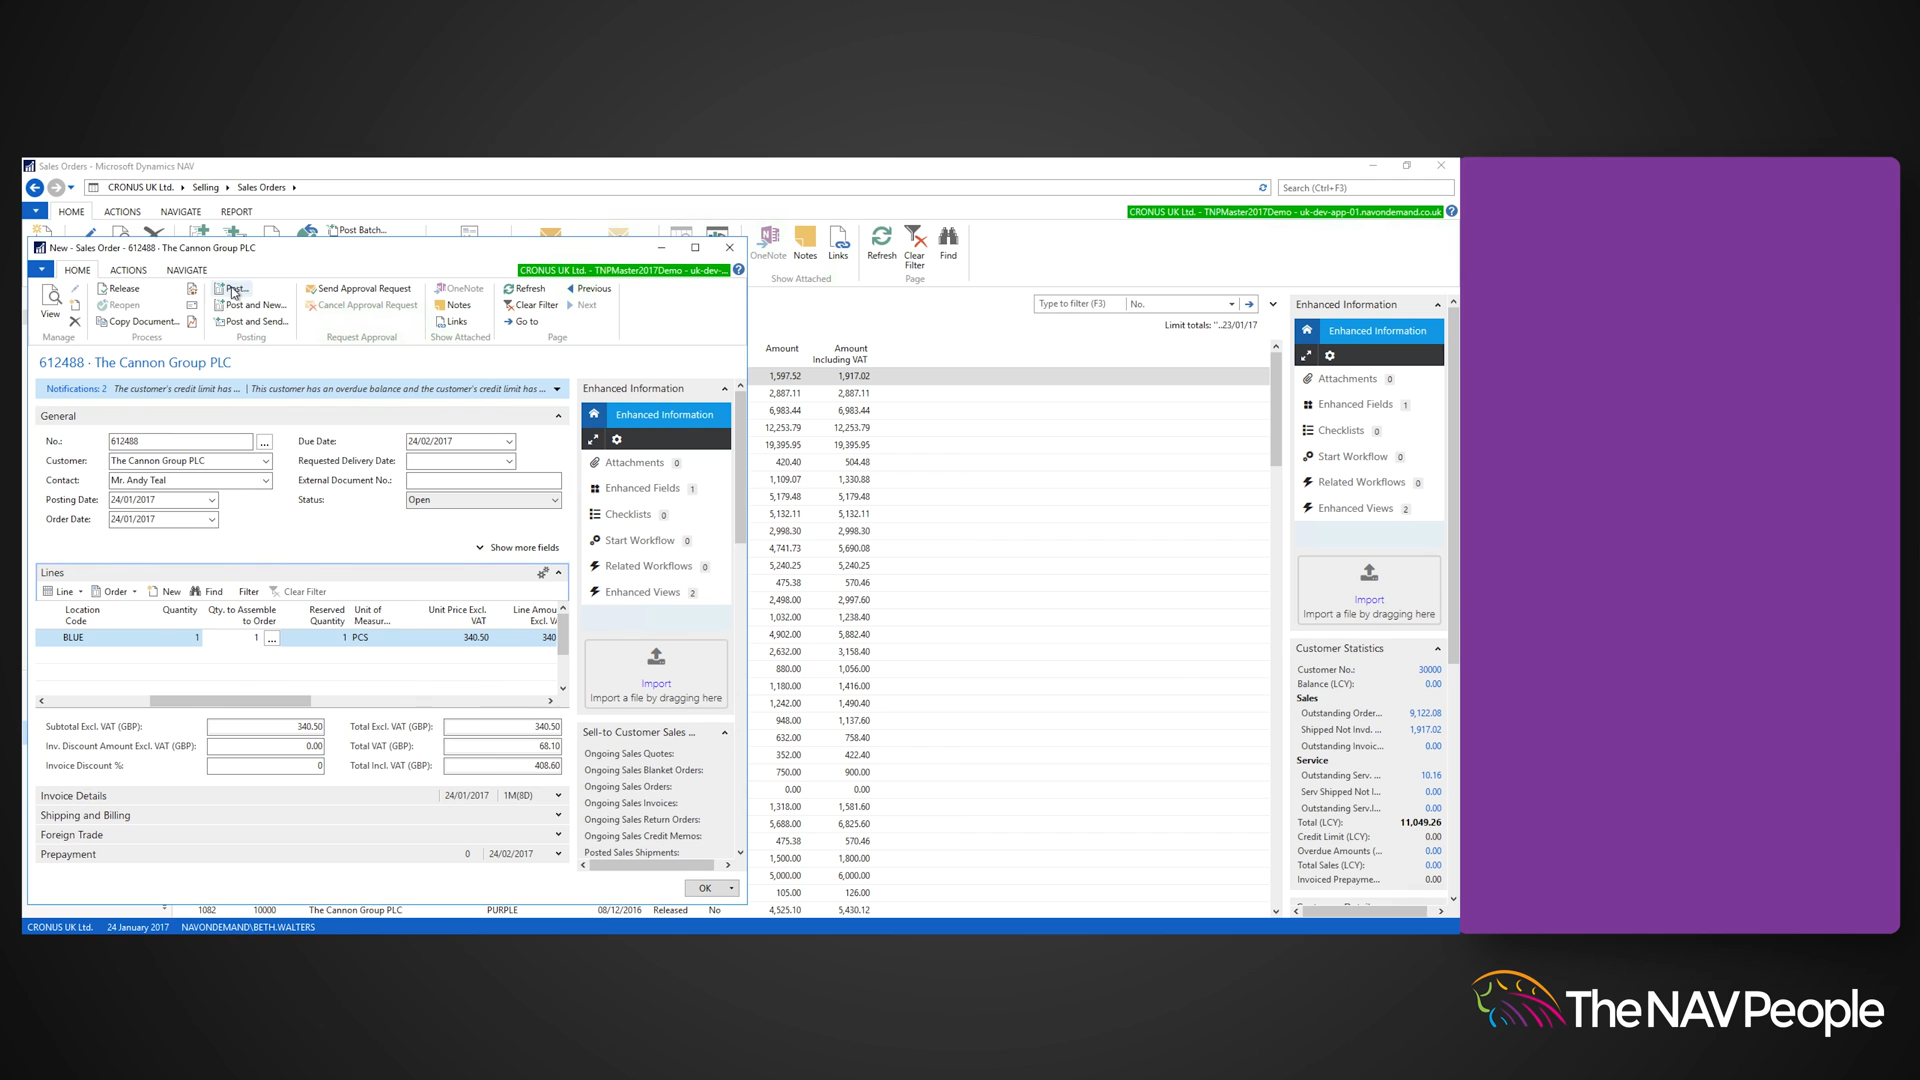 Sales Orders - Microsoft Dynamics NAV
CRONUS UK Ltd. Selling Sales Orders
Search (Ctrl+F3)
HOME ACTIONS NAVIGATE REPORT
CRONUS UK Ltd. - TNPMaster2017Demo - uk-dev-app-01.navondemand.co.uk
Post Batch...
OneNote Notes Links Refresh Clear Filter Find
Show Attached Page
Type to filter (F3) No.
Limit totals: ''..23/01/17
New - Sales Order - 612488 · The Cannon Group PLC
HOME ACTIONS NAVIGATE
CRONUS UK Ltd. - TNPMaster2017Demo - uk-dev-...
View
Release
Reopen
Copy Document...
Post...
Post and New...
Post and Send...
Send Approval Request
Cancel Approval Request
OneNote
Notes
Links
Refresh
Clear Filter
Go to
Previous
Next
Manage Process Posting Request Approval Show Attached Page
612488 · The Cannon Group PLC
Notifications: 2 The customer's credit limit has ... | This customer has an overdue balance and the customer's credit limit has ...
General
No.: 612488
Customer: The Cannon Group PLC
Contact: Mr. Andy Teal
Posting Date: 24/01/2017
Order Date: 24/01/2017
Due Date: 24/02/2017
Requested Delivery Date:
External Document No.:
Status: Open
Show more fields
Lines
Line Order New Find Filter Clear Filter
Location Code Quantity Qty. to Assemble to Order Reserved Quantity Unit of Measur... Unit Price Excl. VAT Line Amou Excl. VA
BLUE 1 1 ... 1 PCS 340.50 340
Subtotal Excl. VAT (GBP): 340.50
Inv. Discount Amount Excl. VAT (GBP): 0.00
Invoice Discount %: 0
Total Excl. VAT (GBP): 340.50
Total VAT (GBP): 68.10
Total Incl. VAT (GBP): 408.60
Invoice Details 24/01/2017 1M(8D)
Shipping and Billing
Foreign Trade
Prepayment 0 24/02/2017
Enhanced Information
Enhanced Information
Attachments 0
Enhanced Fields 1
Checklists 0
Start Workflow 0
Related Workflows 0
Enhanced Views 2
Import
Import a file by dragging here
Sell-to Customer Sales ...
Ongoing Sales Quotes:
Ongoing Sales Blanket Orders:
Ongoing Sales Orders:
Ongoing Sales Invoices:
Ongoing Sales Return Orders:
Ongoing Sales Credit Memos:
Posted Sales Shipments:
OK
Amount Amount Including VAT
1,597.52 1,917.02
2,887.11 2,887.11
6,983.44 6,983.44
12,253.79 12,253.79
19,395.95 19,395.95
420.40 504.48
1,109.07 1,330.88
5,179.48 5,179.48
5,132.11 5,132.11
2,998.30 2,998.30
4,741.73 5,690.08
5,240.25 5,240.25
475.38 570.46
2,498.00 2,997.60
1,032.00 1,238.40
4,902.00 5,882.40
2,632.00 3,158.40
880.00 1,056.00
1,180.00 1,416.00
1,242.00 1,490.40
948.00 1,137.60
632.00 758.40
352.00 422.40
750.00 900.00
0.00 0.00
1,318.00 1,581.60
5,688.00 6,825.60
475.38 570.46
1,500.00 1,800.00
5,000.00 6,000.00
105.00 126.00
1082 10000 The Cannon Group PLC PURPLE 08/12/2016 Released No 4,525.10 5,430.12
Enhanced Information
Enhanced Information
Attachments 0
Enhanced Fields 1
Checklists 0
Start Workflow 0
Related Workflows 0
Enhanced Views 2
Import
Import a file by dragging here
Customer Statistics
Customer No.: 30000
Balance (LCY): 0.00
Sales
Outstanding Order... 9,122.08
Shipped Not Invd. ... 1,917.02
Outstanding Invoic... 0.00
Service
Outstanding Serv. ... 10.16
Serv Shipped Not I... 0.00
Outstanding Serv.I... 0.00
Total (LCY): 11,049.26
Credit Limit (LCY): 0.00
Overdue Amounts (... 0.00
Total Sales (LCY): 0.00
Invoiced Prepayme... 0.00
CRONUS UK Ltd. 24 January 2017 NAVONDEMAND\BETH.WALTERS
TheNAVPeople